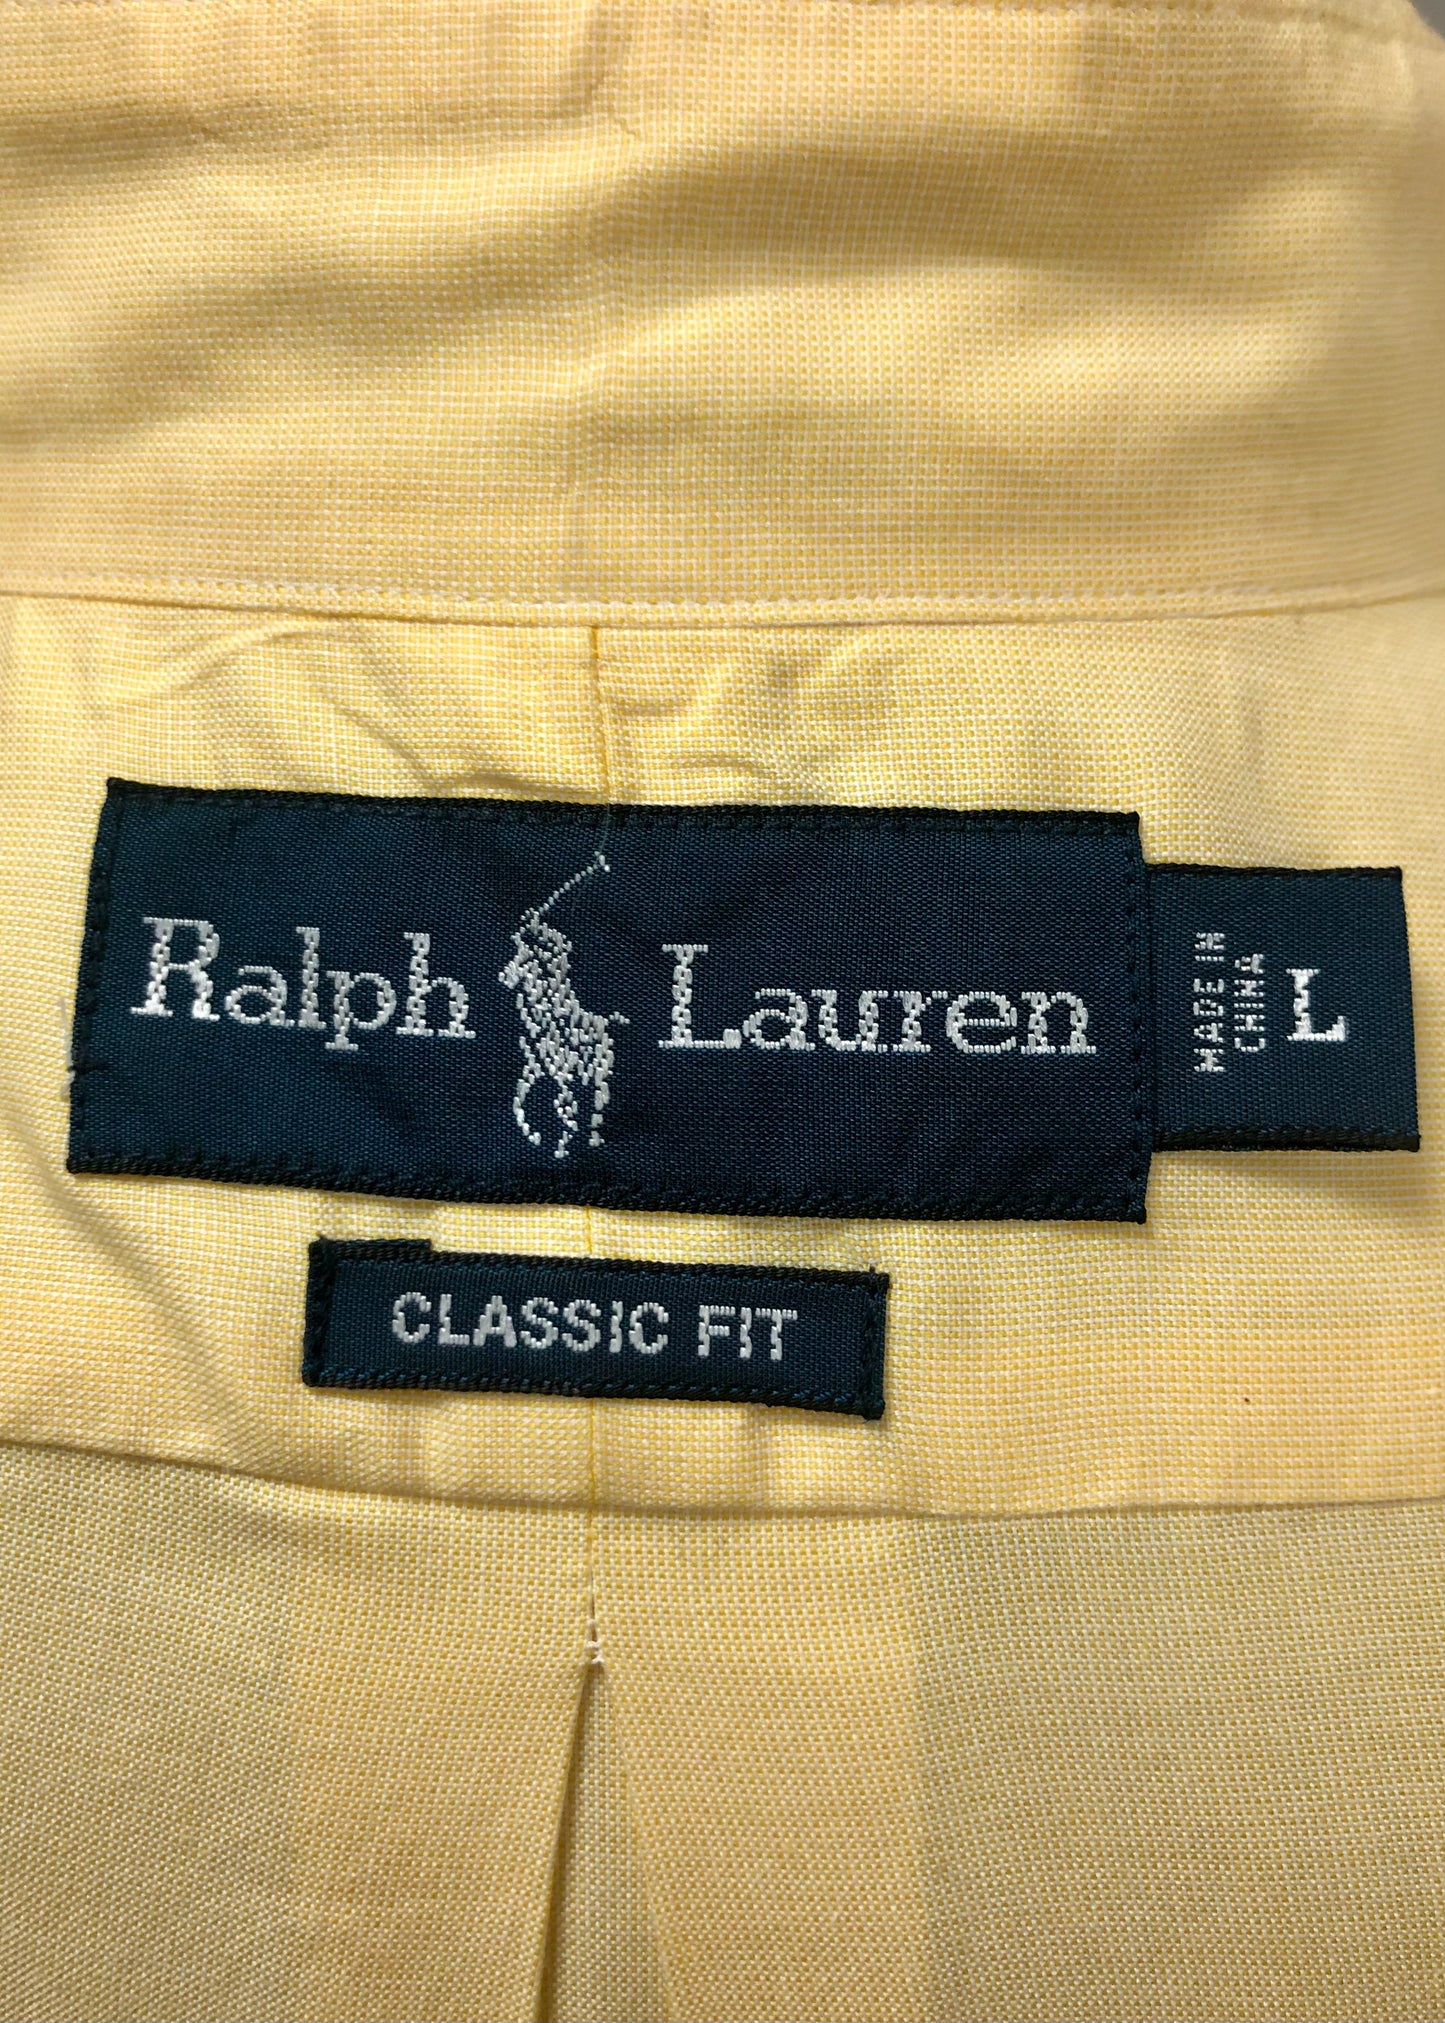 Ralph Lauren
MADE IN
CHINA
L
CLASSIC FIT